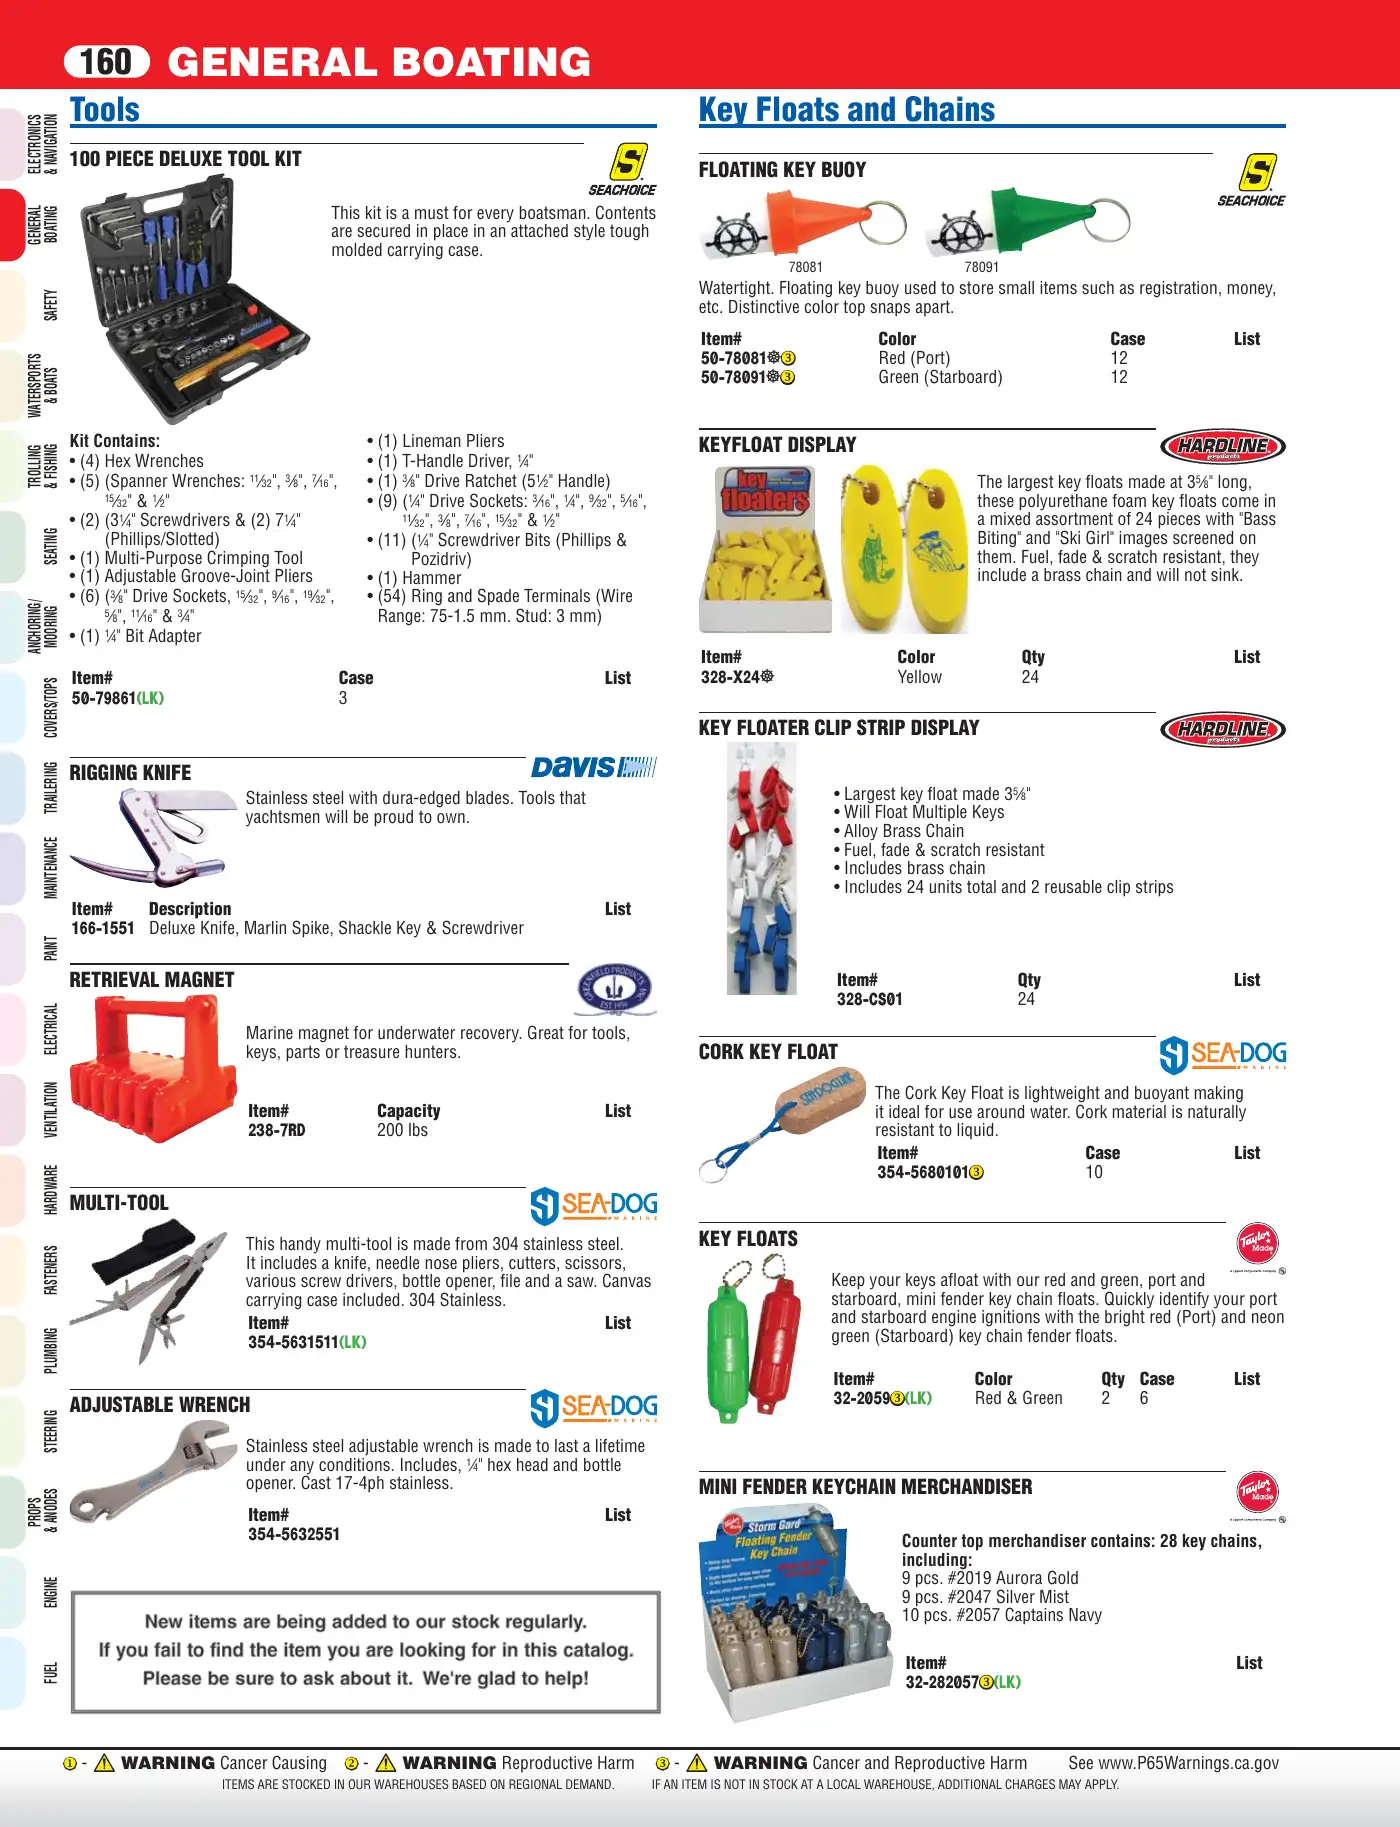 160 GENERAL BOATING
ELECTRONICS
& NAVIGATION
GENERAL
BOATING
SAFETY
WATERSPORTS
& BOATS
TROLLING
& FISHING
SEATING
ANCHORING/
MOORING
COVERS/TOPS
TRAILERING
MAINTENANCE
PAINT
ELECTRICAL
VENTILATION
HARDWARE
FASTENERS
PLUMBING
STEERING
PROPS
& ANODES
ENGINE
FUEL
Tools
100 PIECE DELUXE TOOL KIT
SEACHOICE
This kit is a must for every boatsman. Contents
are secured in place in an attached style tough
molded carrying case.
Kit Contains:
• (4) Hex Wrenches
• (5) (Spanner Wrenches: 11⁄32", 3⁄8", 7⁄16",
15⁄32" & ½"
• (2) (3¼" Screwdrivers & (2) 7¼"
(Phillips/Slotted)
• (1) Multi-Purpose Crimping Tool
• (1) Adjustable Groove-Joint Pliers
• (6) (3⁄8" Drive Sockets, 15⁄32", 9⁄16", 19⁄32",
5⁄8", 11⁄16" & ¾"
• (1) ¼" Bit Adapter
• (1) Lineman Pliers
• (1) T-Handle Driver, ¼"
• (1) 3⁄8" Drive Ratchet (5½" Handle)
• (9) (¼" Drive Sockets: 3⁄16", ¼", 9⁄32", 5⁄16",
11⁄32", 3⁄8", 7⁄16", 15⁄32" & ½"
• (11) (¼" Screwdriver Bits (Phillips &
Pozidriv)
• (1) Hammer
• (54) Ring and Spade Terminals (Wire
Range: 75-1.5 mm. Stud: 3 mm)
Item# Case List
50-79861(LK) 3
RIGGING KNIFE
DAVIS
Stainless steel with dura-edged blades. Tools that
yachtsmen will be proud to own.
Item# Description List
166-1551 Deluxe Knife, Marlin Spike, Shackle Key & Screwdriver
RETRIEVAL MAGNET
GREENFIELD PRODUCTS, INC
EST 1959
Marine magnet for underwater recovery. Great for tools,
keys, parts or treasure hunters.
Item# Capacity List
238-7RD 200 lbs
MULTI-TOOL
SEA-DOG
MARINE
This handy multi-tool is made from 304 stainless steel.
It includes a knife, needle nose pliers, cutters, scissors,
various screw drivers, bottle opener, file and a saw. Canvas
carrying case included. 304 Stainless.
Item# List
354-5631511(LK)
ADJUSTABLE WRENCH
SEA-DOG
MARINE
Stainless steel adjustable wrench is made to last a lifetime
under any conditions. Includes, ¼" hex head and bottle
opener. Cast 17-4ph stainless.
Item# List
354-5632551
New items are being added to our stock regularly.
If you fail to find the item you are looking for in this catalog.
Please be sure to ask about it. We're glad to help!
Key Floats and Chains
FLOATING KEY BUOY
SEACHOICE
78081 78091
Watertight. Floating key buoy used to store small items such as registration, money,
etc. Distinctive color top snaps apart.
Item# Color Case List
50-78081☸3 Red (Port) 12
50-78091☸3 Green (Starboard) 12
KEYFLOAT DISPLAY
HARDLINE
products
key
floaters
The largest key floats made at 35⁄8" long,
these polyurethane foam key floats come in
a mixed assortment of 24 pieces with "Bass
Biting" and "Ski Girl" images screened on
them. Fuel, fade & scratch resistant, they
include a brass chain and will not sink.
Item# Color Qty List
328-X24☸ Yellow 24
KEY FLOATER CLIP STRIP DISPLAY
HARDLINE
products
• Largest key float made 35⁄8"
• Will Float Multiple Keys
• Alloy Brass Chain
• Fuel, fade & scratch resistant
• Includes brass chain
• Includes 24 units total and 2 reusable clip strips
Item# Qty List
328-CS01 24
CORK KEY FLOAT
SEA-DOG
MARINE
SEA-DOG LINE
The Cork Key Float is lightweight and buoyant making
it ideal for use around water. Cork material is naturally
resistant to liquid.
Item# Case List
354-5680101 3 10
KEY FLOATS
Taylor
Made
Keep your keys afloat with our red and green, port and
starboard, mini fender key chain floats. Quickly identify your port
and starboard engine ignitions with the bright red (Port) and neon
green (Starboard) key chain fender floats.
Item# Color Qty Case List
32-2059 3(LK) Red & Green 2 6
MINI FENDER KEYCHAIN MERCHANDISER
Taylor
Made
Storm Gard
Floating Fender
Key Chain
Counter top merchandiser contains: 28 key chains,
including:
9 pcs. #2019 Aurora Gold
9 pcs. #2047 Silver Mist
10 pcs. #2057 Captains Navy
Item# List
32-282057 3(LK)
1 - ⚠ WARNING Cancer Causing 2 - ⚠ WARNING Reproductive Harm 3 - ⚠ WARNING Cancer and Reproductive Harm See www.P65Warnings.ca.gov
ITEMS ARE STOCKED IN OUR WAREHOUSES BASED ON REGIONAL DEMAND. IF AN ITEM IS NOT IN STOCK AT A LOCAL WAREHOUSE, ADDITIONAL CHARGES MAY APPLY.